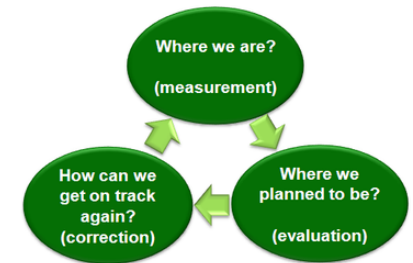 Where we are?
(measurement)
Where we
planned to be?
(evaluation)
How can we
get on track
again?
(correction)